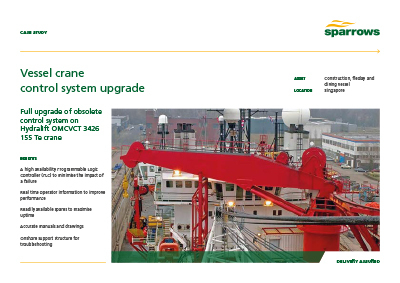 CASE STUDY
sparrows
Vessel crane
control system upgrade
ASSET
Construction, flexlay and
diving vessel
LOCATION
Singapore
Full upgrade of obsolete
control system on
Hydralift OMCVCT 3426
155 Te crane
BENEFITS
A high availability Programmable Logic
Controller (PLC) to minimise the impact of
a failure
Real time operator information to improve
performance
Readily available spares to maximise
uptime
Accurate manuals and drawings
Onshore support structure for
troubleshooting
DELIVERY ASSURED